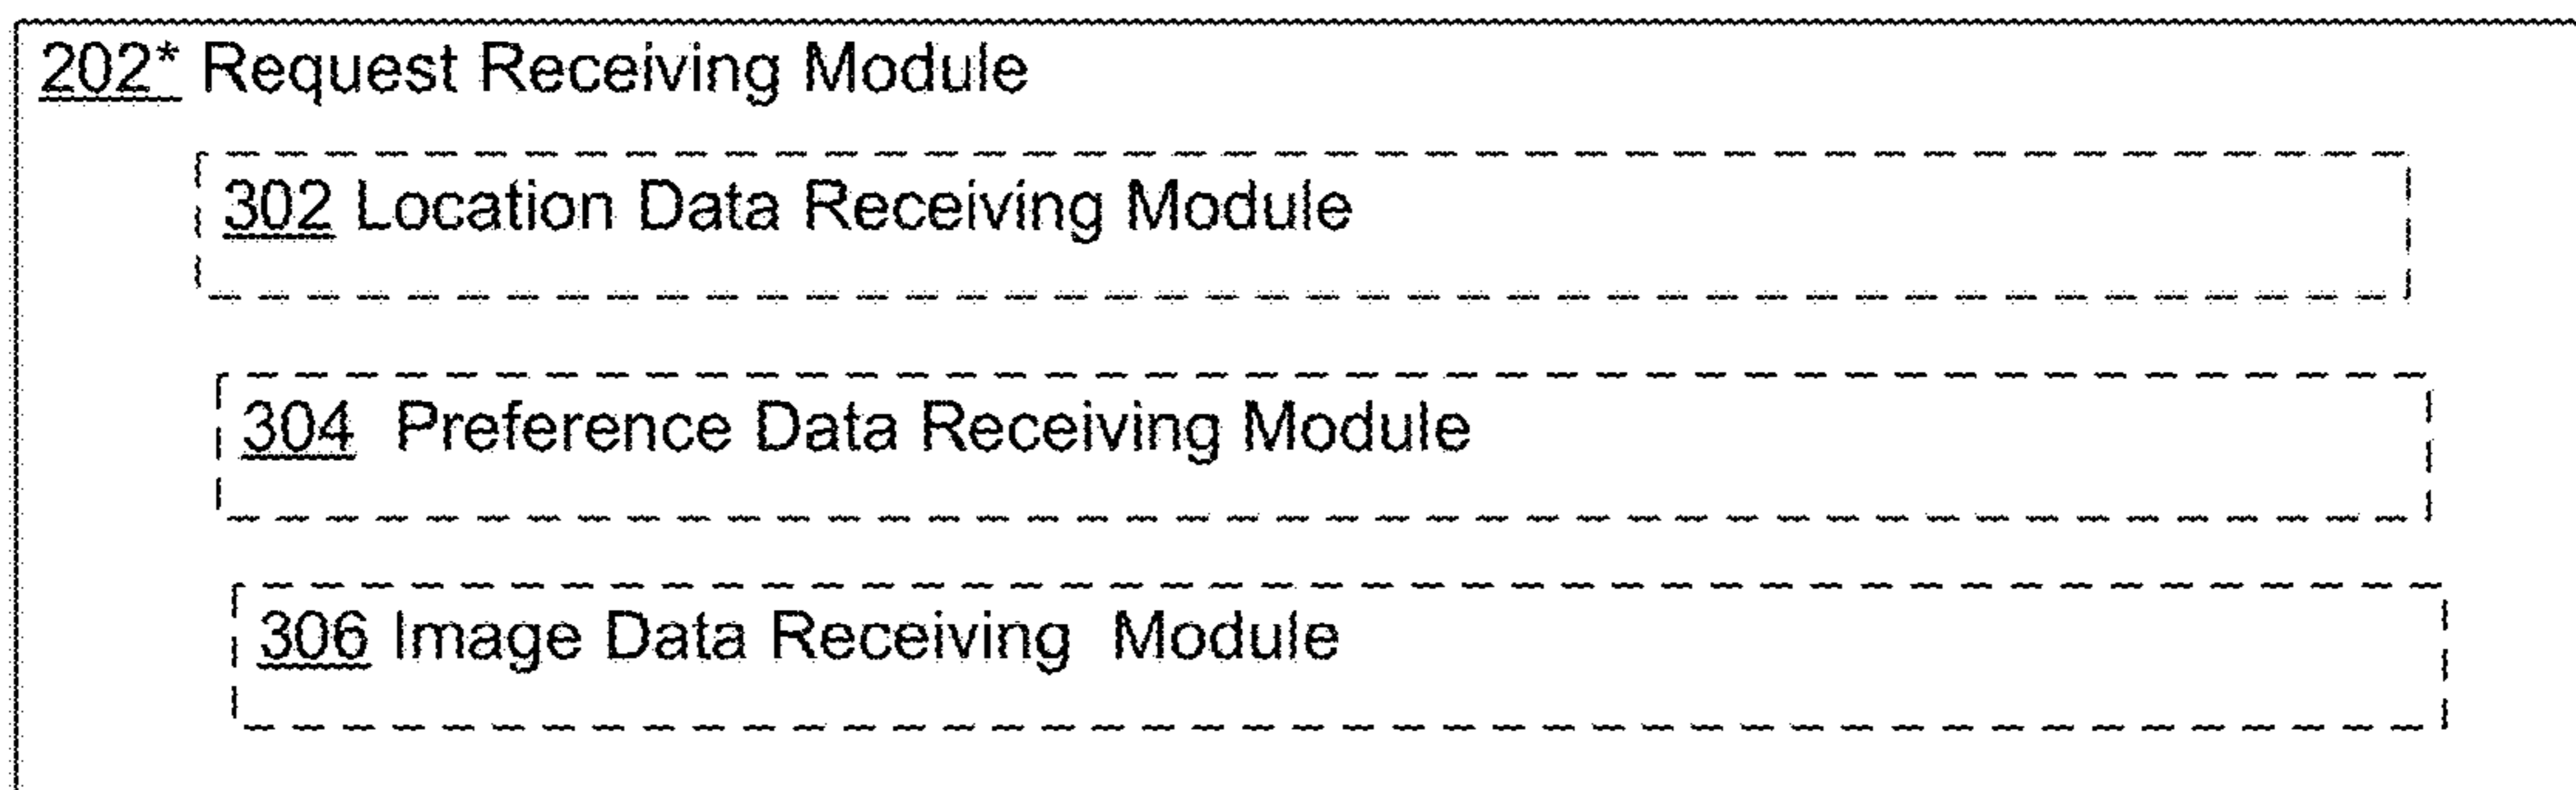 202* Request Receiving Module
302 Location Data Receiving Module
304 Preference Data Receiving Module
306 Image Data Receiving Module